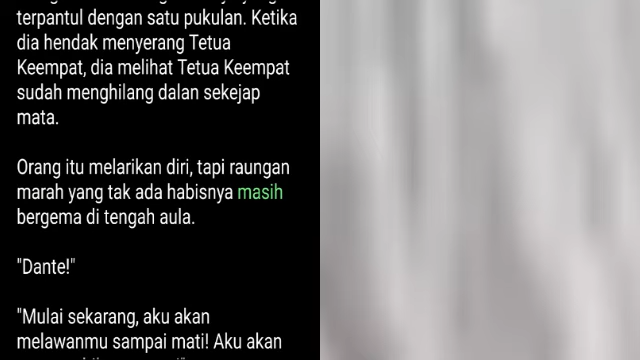 terpantul dengan satu pukulan. Ketika
dia hendak menyerang Tetua
Keempat, dia melihat Tetua Keempat
sudah menghilang dalan sekejap
mata.
Orang itu melarikan diri, tapi raungan
marah yang tak ada habisnya masih
bergema di tengah aula.
"Dante!"
"Mulai sekarang, aku akan
melawanmu sampai mati! Aku akan